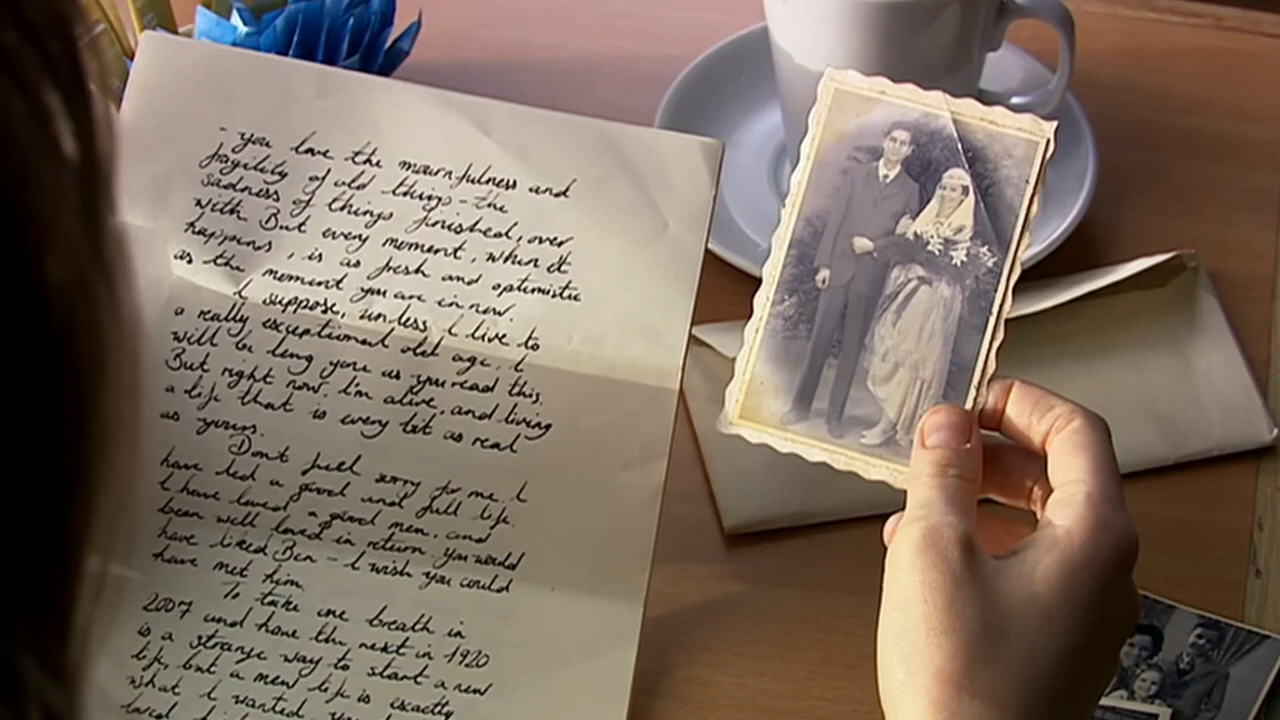 - you love the mournfulness and
fragility of old things - the
sadness of things finished, over
with. But every moment, when it
happens, is as fresh and optimistic
as the moment you are in now.
I suppose, unless I live to
a really exceptional old age, I
will be long gone as you read this.
But right now, I'm alive, and living
a life that is every bit as real
as yours.
Don't feel sorry for me. I
have led a good and full life.
I have loved a good man, and
been well loved in return. you would
have liked Ben - I wish you could
have met him.
To take one breath in
2007 and have the next in 1920
is a strange way to start a new
life, but a new life is exactly
what I wanted. you
loved